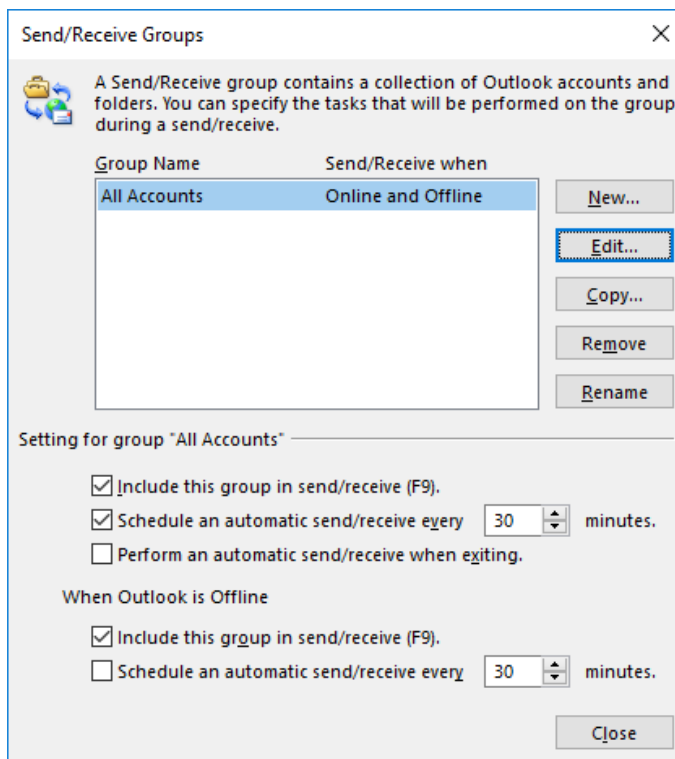 Send/Receive Groups
A Send/Receive group contains a collection of Outlook accounts and
folders. You can specify the tasks that will be performed on the group
during a send/receive.
Group Name Send/Receive when
All Accounts Online and Offline
New...
Edit...
Copy...
Remove
Rename
Setting for group "All Accounts"
Include this group in send/receive (F9).
Schedule an automatic send/receive every 30 minutes.
Perform an automatic send/receive when exiting.
When Outlook is Offline
Include this group in send/receive (F9).
Schedule an automatic send/receive every 30 minutes.
Close